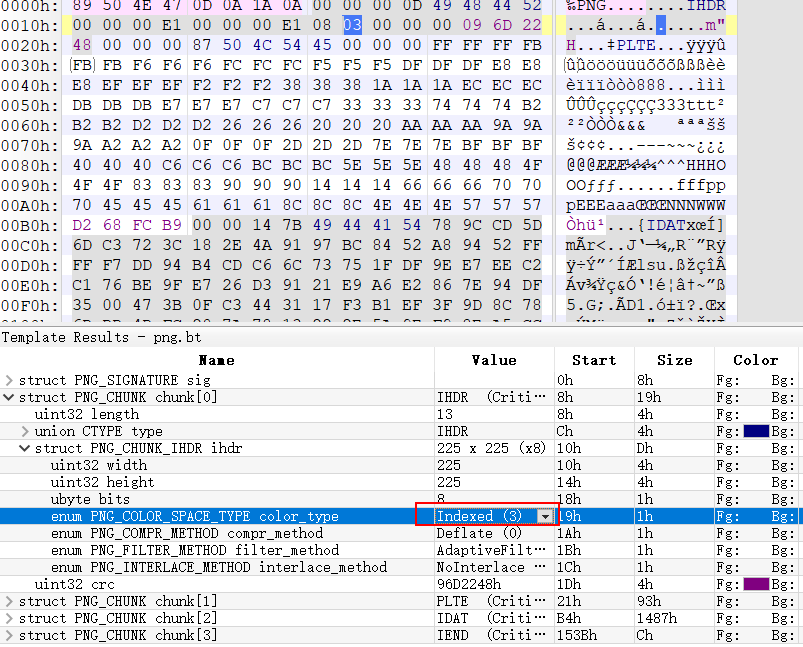 89 50 4E 47 0D 0A 1A 0A 00 00 00 0D 49 48 44 52 ‰PNG........IHDR
0010h: 00 00 00 E1 00 00 00 E1 08 03 00 00 00 09 6D 22 ...á...á......m"
0020h: 48 00 00 00 87 50 4C 54 45 00 00 00 FF FF FF FB H...‡PLTE...ÿÿÿû
0030h: FB FB F6 F6 F6 FC FC FC F5 F5 F5 DF DF DF E8 E8 ûûöööüüüõõõßßßèè
0040h: E8 EF EF EF F2 F2 F2 38 38 38 1A 1A 1A EC EC EC èïïïòòò888...ììì
0050h: DB DB DB E7 E7 E7 C7 C7 C7 33 33 33 74 74 74 B2 ÛÛÛçççÇÇÇ333ttt²
0060h: B2 B2 D2 D2 D2 26 26 26 20 20 20 AA AA AA 9A 9A ²²ÒÒÒ&&&   ªªªšš
0070h: 9A A2 A2 A2 0F 0F 0F 2D 2D 2D 7E 7E 7E BF BF BF š¢¢¢...---~~~¿¿¿
0080h: 40 40 40 C6 C6 C6 BC BC BC 5E 5E 5E 48 48 48 4F @@@ÆÆÆ¼¼¼^^^HHHO
0090h: 4F 4F 83 83 83 90 90 90 14 14 14 66 66 66 70 70 OOƒƒƒ......fffpp
00A0h: 70 45 45 45 61 61 61 8C 8C 8C 4E 4E 4E 57 57 57 pEEEaaaŒŒŒNNNWWW
00B0h: D2 68 FC B9 00 00 14 7B 49 44 41 54 78 9C CD 5D Òhü¹...{IDATxœÍ]
00C0h: 6D C3 72 3C 18 2E 4A 91 97 BC 84 52 A8 94 52 FF mÃr<..J‘—¼„R¨”Rÿ
00D0h: FF F7 DD 94 B4 CD C6 6C 73 75 1F DF 9E E7 EE C2 ÿ÷Ý”´ÍÆlsu.ßžçîÂ
00E0h: C1 76 BE 9F E7 26 D3 91 21 E9 A6 E2 86 7E 94 DF Áv¾Ÿç&Ó‘!é¦â†~”ß
00F0h: 35 00 47 3B 0F C3 44 31 17 F3 B1 EF 3F 9D 8C 78 5.G;.ÃD1.ó±ï?.Œx
Template Results - png.bt
Name Value Start Size Color
struct PNG_SIGNATURE sig 0h 8h Fg: Bg:
struct PNG_CHUNK chunk[0] IHDR (Criti… 8h 19h Fg: Bg:
uint32 length 13 8h 4h Fg: Bg:
union CTYPE type IHDR Ch 4h Fg: Bg:
struct PNG_CHUNK_IHDR ihdr 225 x 225 (x8) 10h Dh Fg: Bg:
uint32 width 225 10h 4h Fg: Bg:
uint32 height 225 14h 4h Fg: Bg:
ubyte bits 8 18h 1h Fg: Bg:
enum PNG_COLOR_SPACE_TYPE color_type Indexed (3) 19h 1h Fg: Bg:
enum PNG_COMPR_METHOD compr_method Deflate (0) 1Ah 1h Fg: Bg:
enum PNG_FILTER_METHOD filter_method AdaptiveFilt… 1Bh 1h Fg: Bg:
enum PNG_INTERLACE_METHOD interlace_method NoInterlace … 1Ch 1h Fg: Bg:
uint32 crc 96D2248h 1Dh 4h Fg: Bg:
struct PNG_CHUNK chunk[1] PLTE (Criti… 21h 93h Fg: Bg:
struct PNG_CHUNK chunk[2] IDAT (Criti… B4h 1487h Fg: Bg:
struct PNG_CHUNK chunk[3] IEND (Criti… 153Bh Ch Fg: Bg: